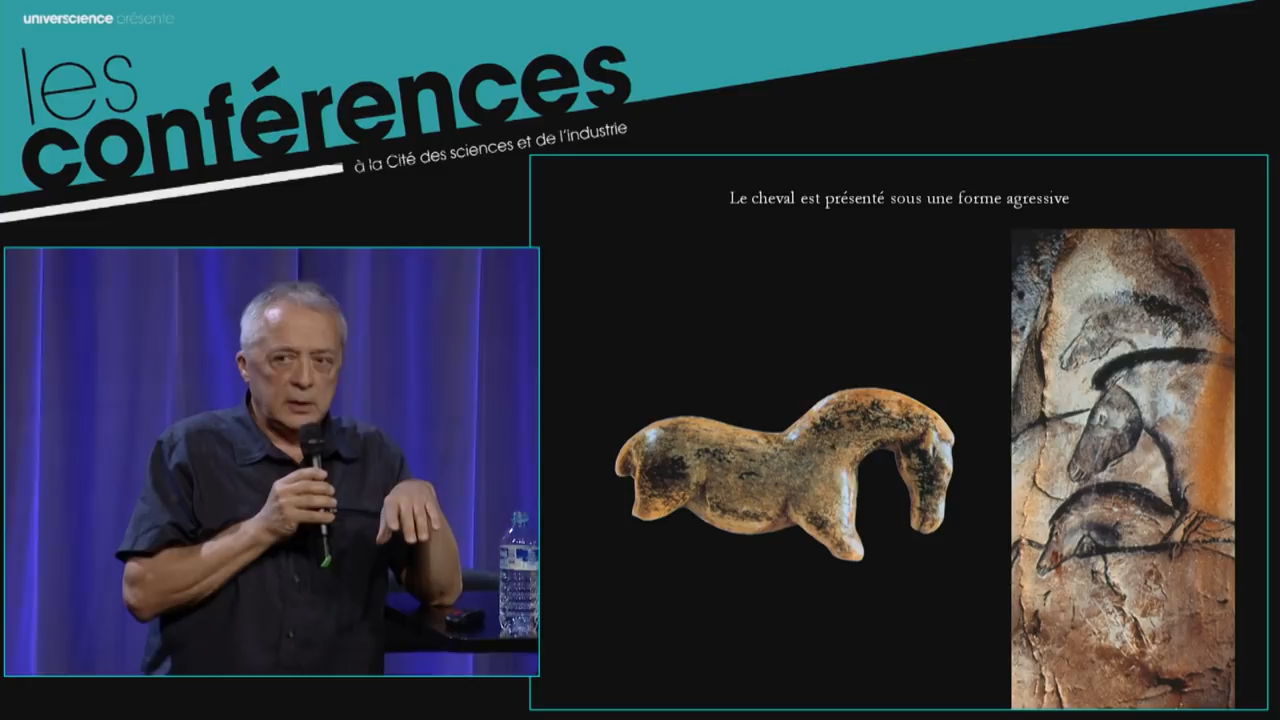 universcience présente
les
conférences
à la Cité des sciences et de l'industrie
Le cheval est présenté sous une forme agressive